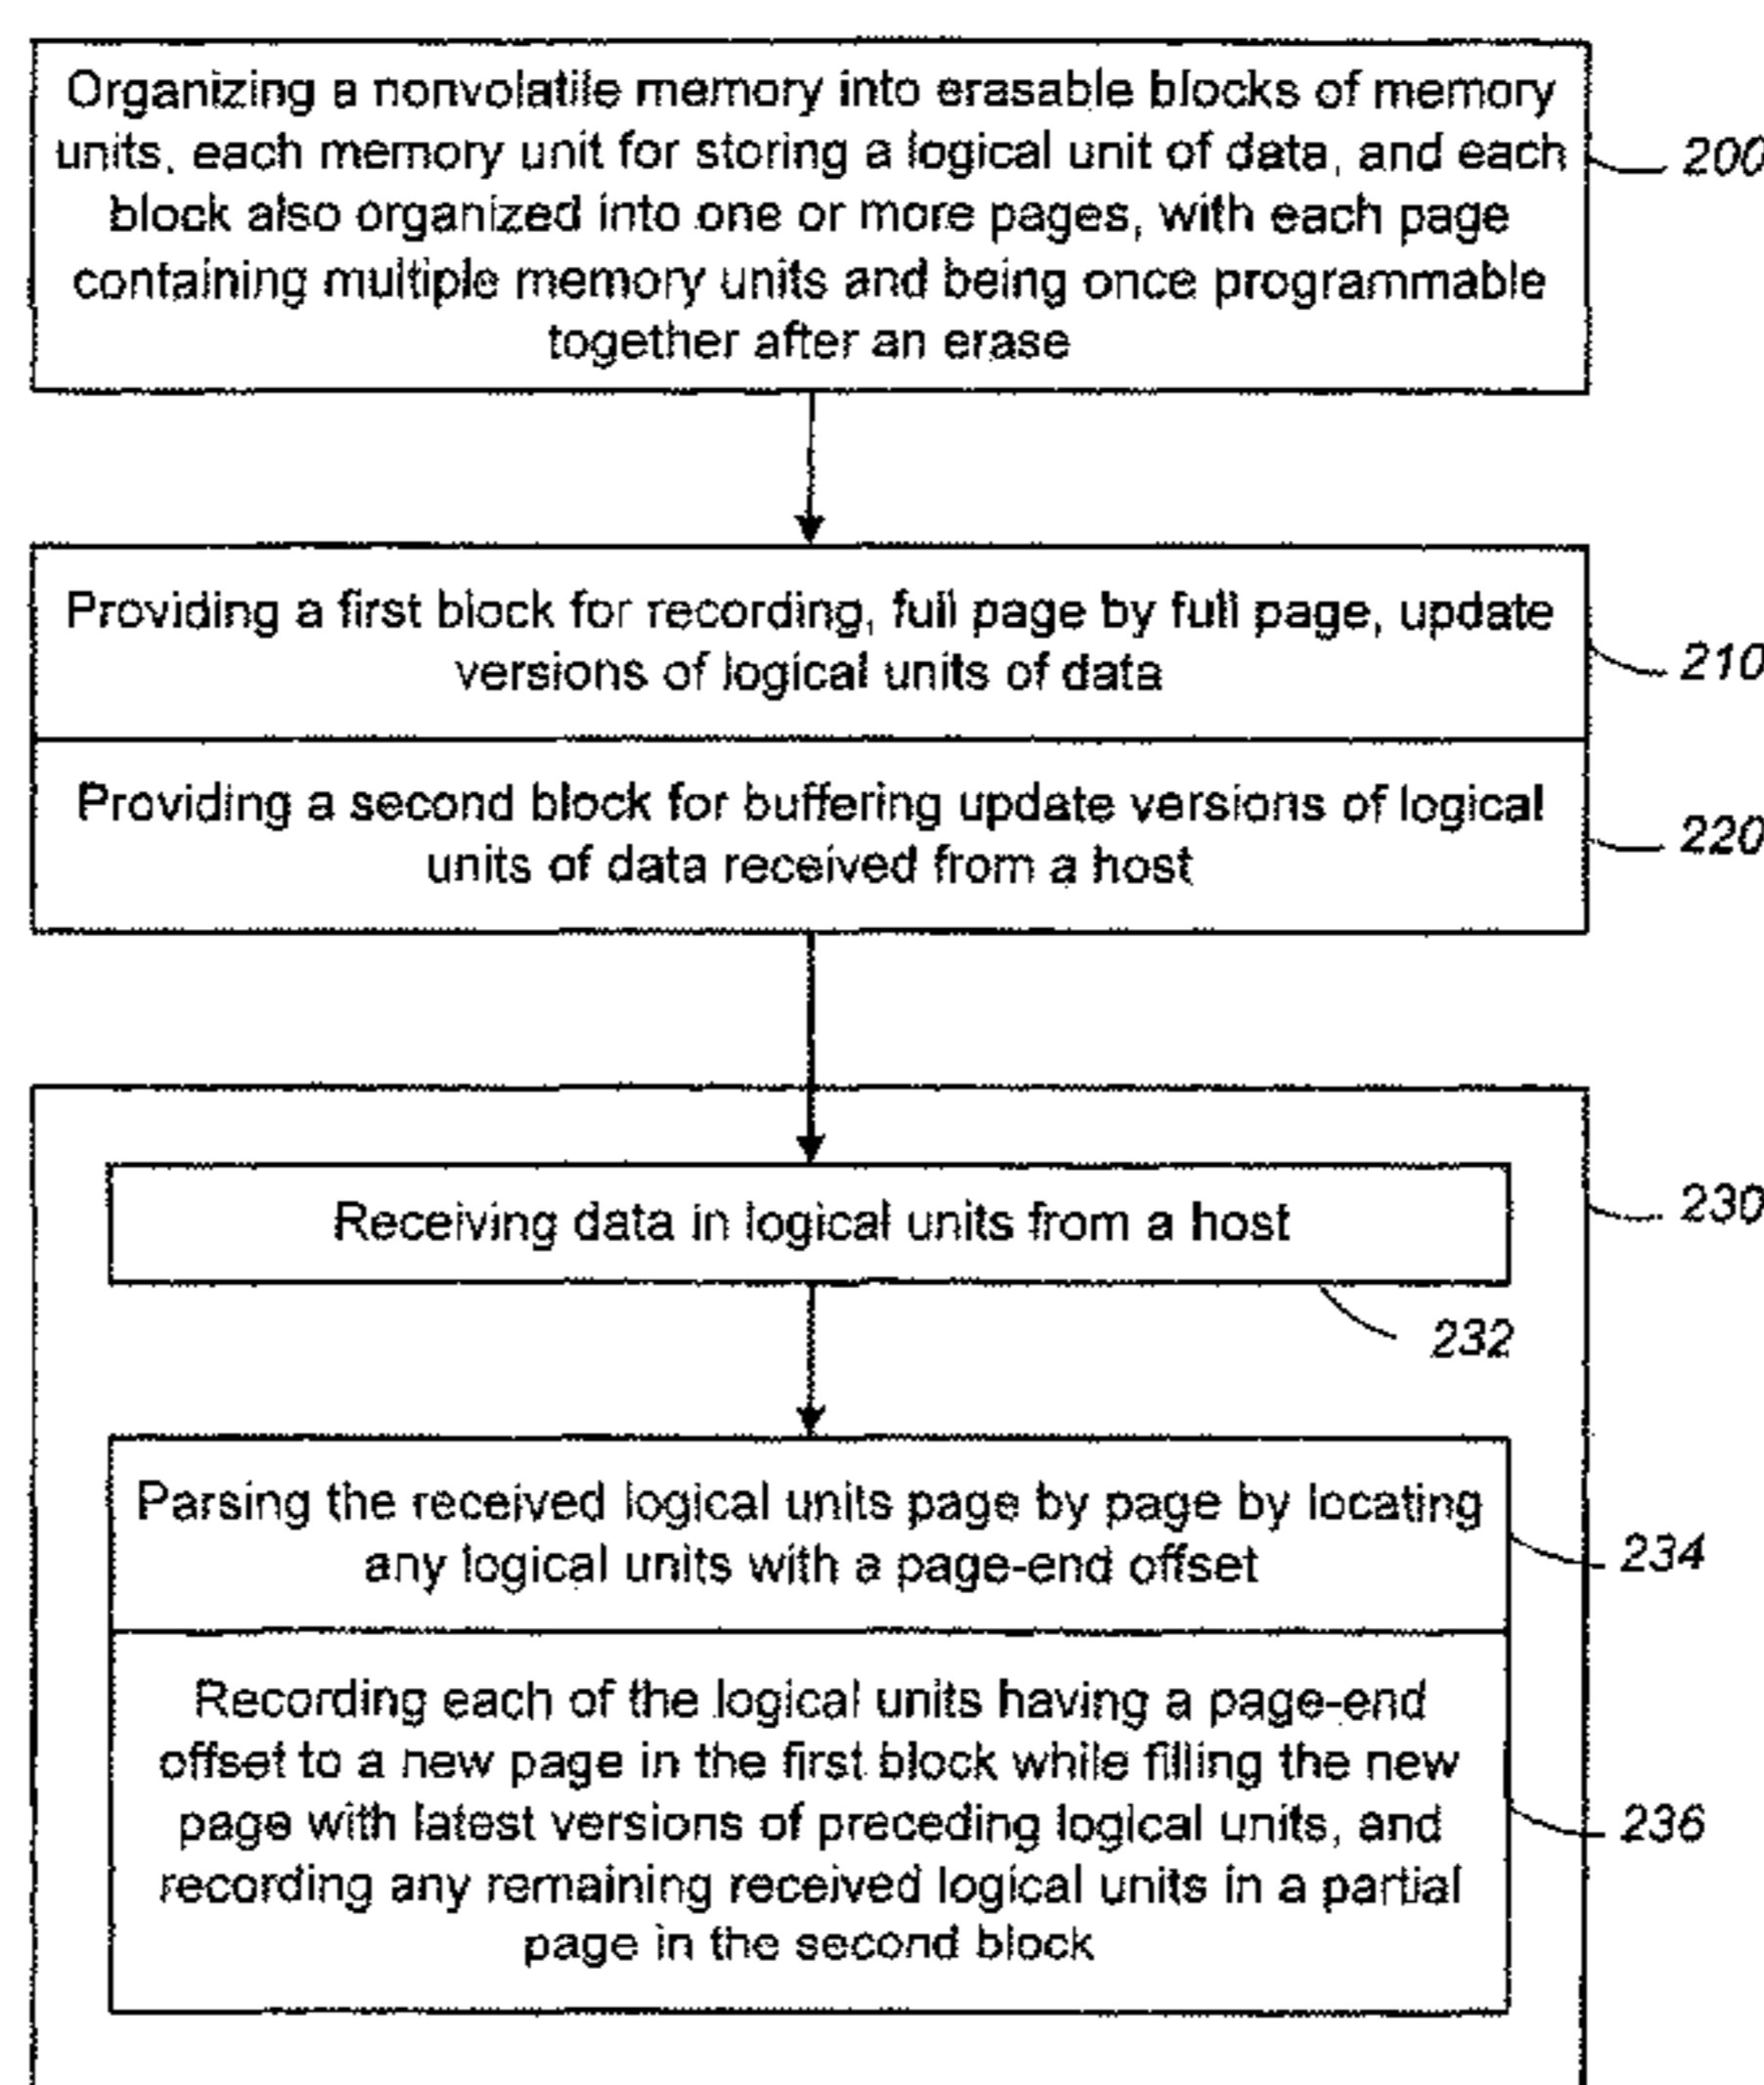 Organizing a nonvolatile memory into erasable blocks of memory
units, each memory unit for storing a logical unit of data, and each
block also organized into one or more pages, with each page
containing multiple memory units and being once programmable
together after an erase
200
Providing a first block for recording, full page by full page, update
versions of logical units of data
210
Providing a second block for buffering update versions of logical
units of data received from a host
220
230
Receiving data in logical units from a host
232
Parsing the received logical units page by page by locating
any logical units with a page-end offset
234
Recording each of the logical units having a page-end
offset to a new page in the first block while filling the new
page with latest versions of preceding logical units, and
recording any remaining received logical units in a partial
page in the second block
236